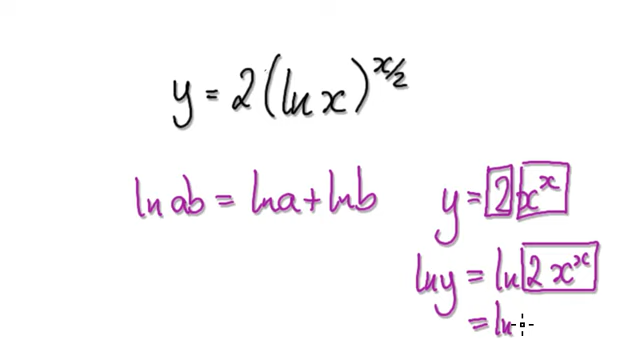 y = 2(ln x)^{x/2}
ln ab = ln a + ln b
y = 2 x^x
ln y = ln 2 x^x
= ln